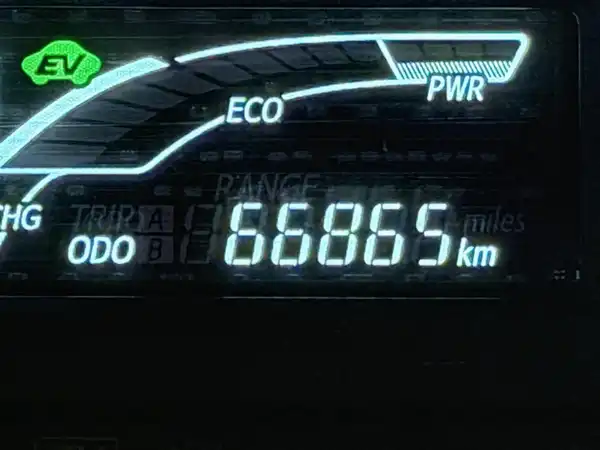 EV
PWR
ECO
RANGE
CHG
TRIP A miles
ODO B 66865 km